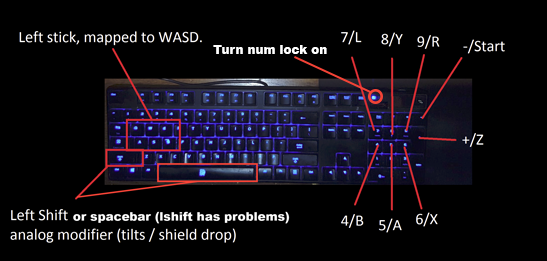 7/L
8/Y
9/R
-/Start
Left stick, mapped to WASD.
Turn num lock on
+/Z
Left Shift or spacebar (lshift has problems)
analog modifier (tilts / shield drop)
4/B
5/A
6/X